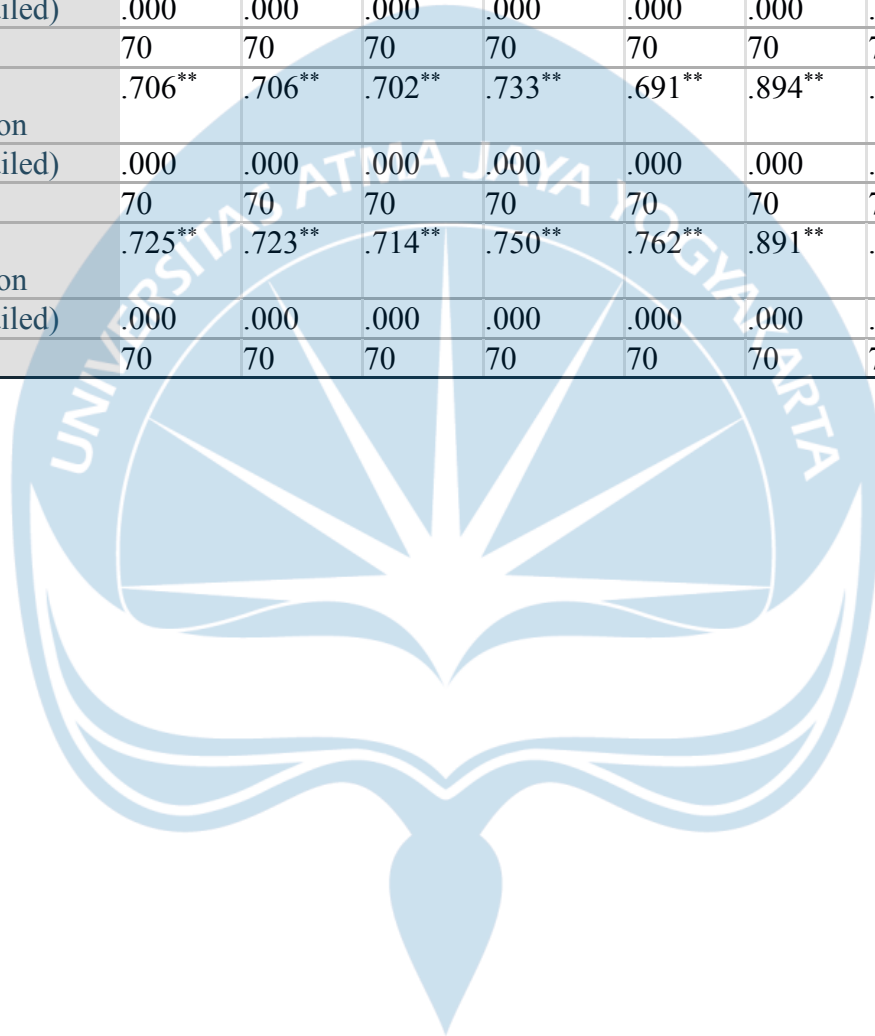 iled) .000 .000 .000 .000 .000 .000 .
70 70 70 70 70 70 7
.706** .706** .702** .733** .691** .894** .
on
iled) .000 .000 .000 .000 .000 .000 .
70 70 70 70 70 70 7
.725** .723** .714** .750** .762** .891** .
on
iled) .000 .000 .000 .000 .000 .000 .
70 70 70 70 70 70 7
UNIVERSITAS ATMA JAYA YOGYAKARTA